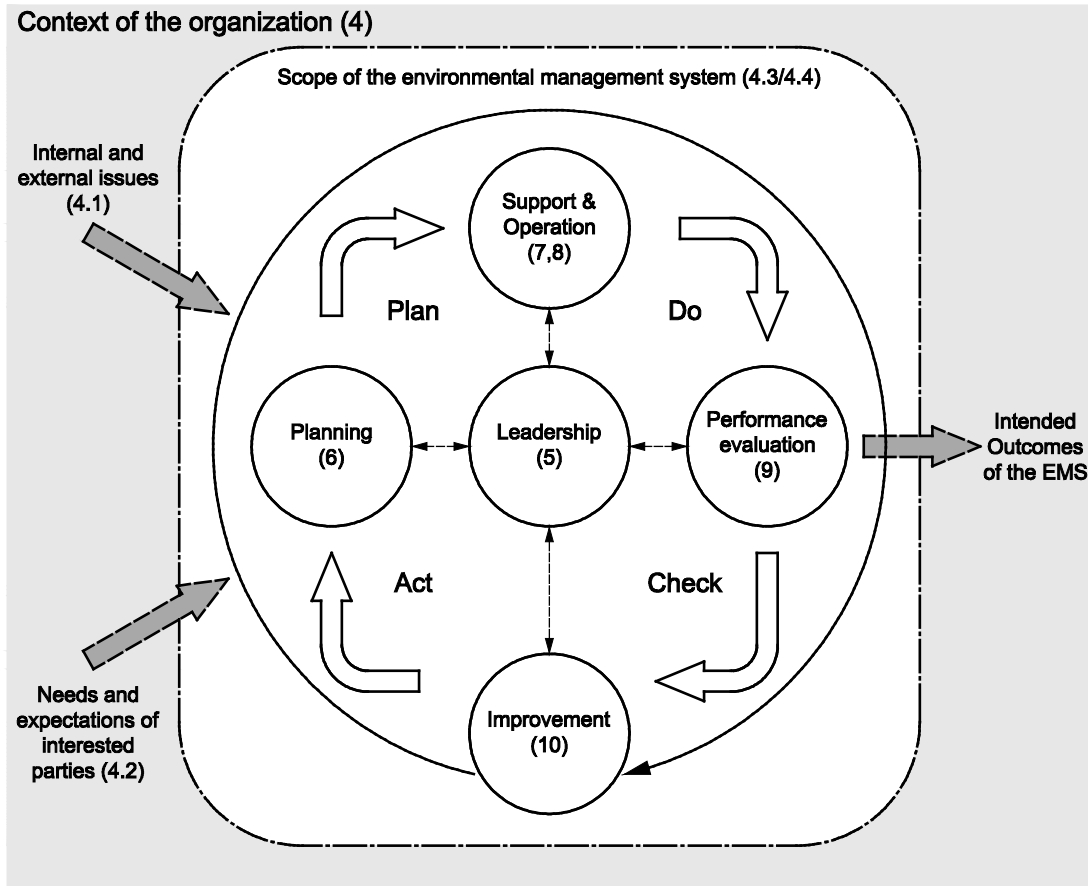 Context of the organization (4)
Scope of the environmental management system (4.3/4.4)
Internal and
external issues
(4.1)
Support &
Operation
(7,8)
Plan
Do
Planning
(6)
Leadership
(5)
Performance
evaluation
(9)
Intended
Outcomes
of the EMS
Act
Check
Needs and
expectations of
interested
parties (4.2)
Improvement
(10)